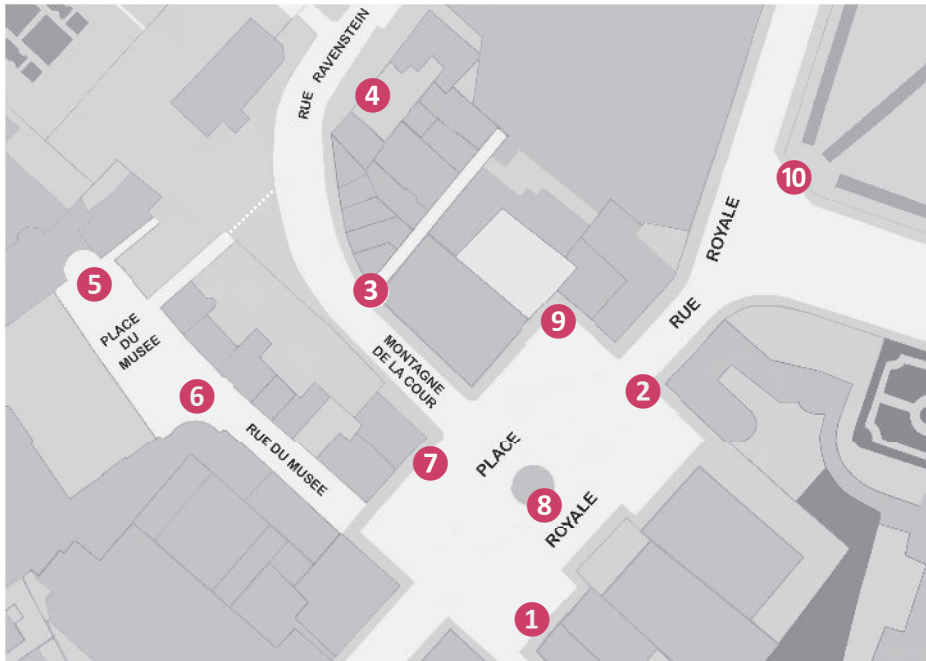 RUE RAVENSTEIN
4
10
ROYALE
RUE
5
3
9
PLACE
DU
MUSEE
MONTAGNE
DE LA COUR
6
2
RUE DU MUSEE
7
PLACE
8
ROYALE
1